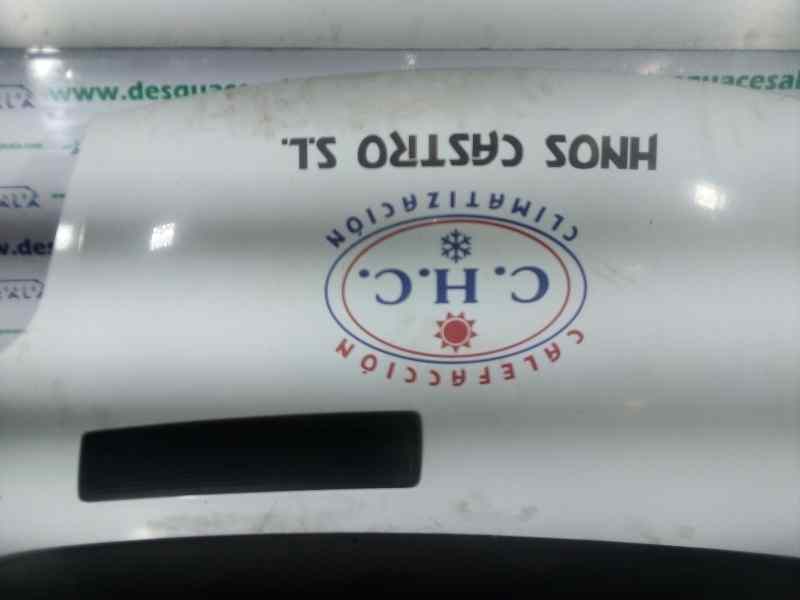 CALEFACCIÓN
C.H.C.
CLIMATIZACIÓN
HNOS CASTRO S.L.
www.desguacesal